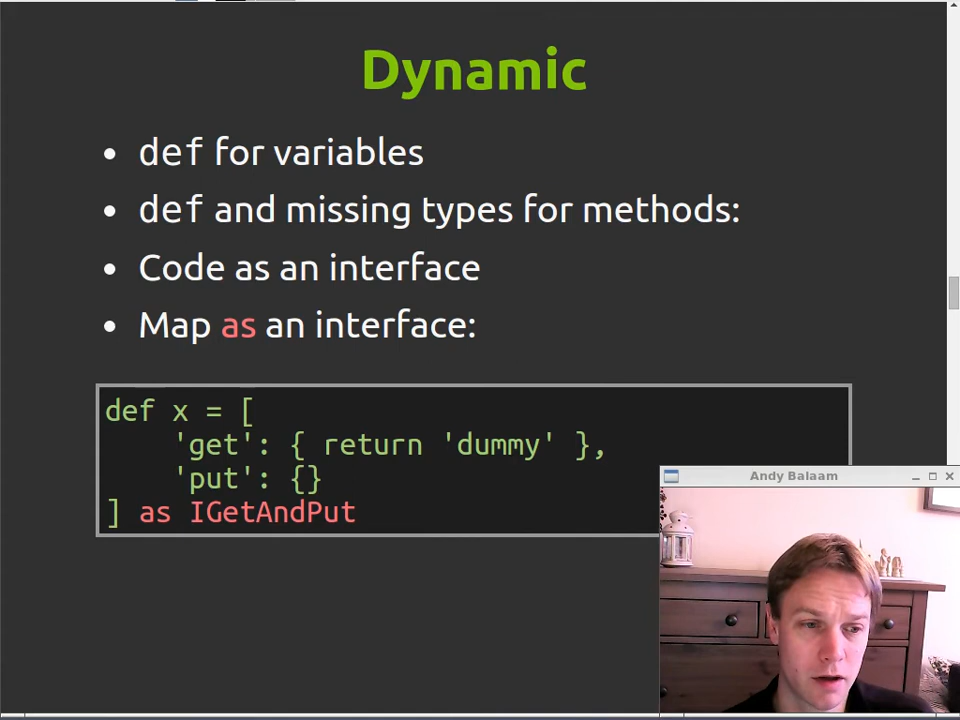 Dynamic
• def for variables
• def and missing types for methods:
• Code as an interface
• Map as an interface:
def x = [
'get': { return 'dummy' },
'put': {}
] as IGetAndPut
Andy Balaam